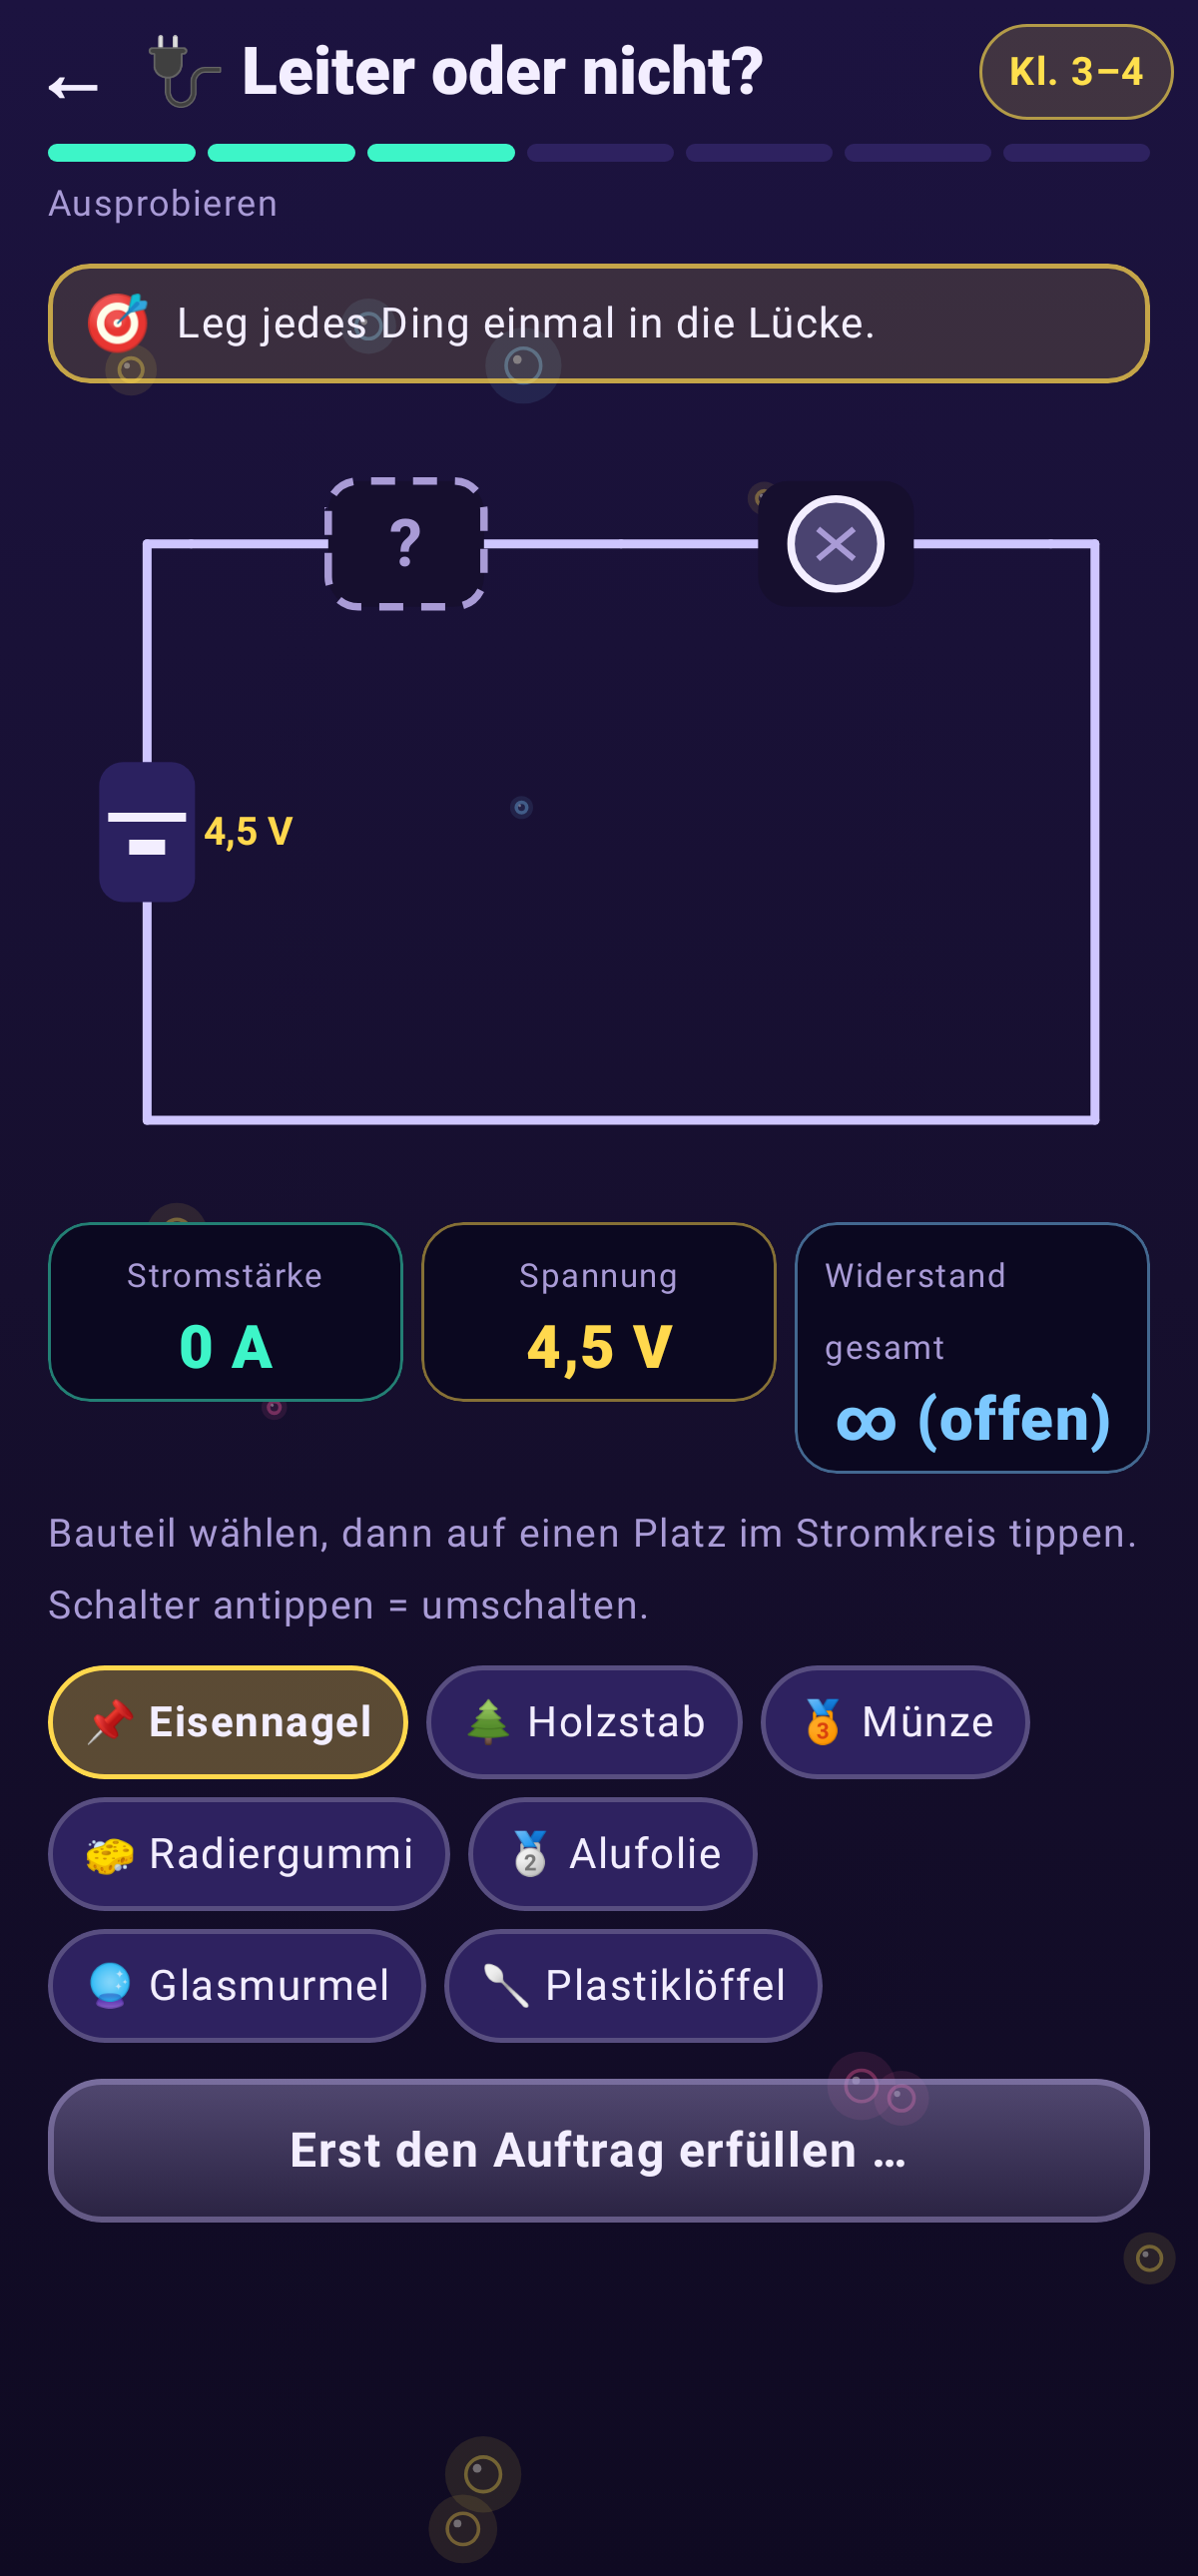 ← Leiter oder nicht?
Kl. 3–4
Ausprobieren
Leg jedes Ding einmal in die Lücke.
?
4,5 V
Stromstärke
0 A
Spannung
4,5 V
Widerstand
gesamt
∞ (offen)
Bauteil wählen, dann auf einen Platz im Stromkreis tippen.
Schalter antippen = umschalten.
Eisennagel
Holzstab
3 Münze
Radiergummi
2 Alufolie
Glasmurmel
Plastiklöffel
Erst den Auftrag erfüllen …